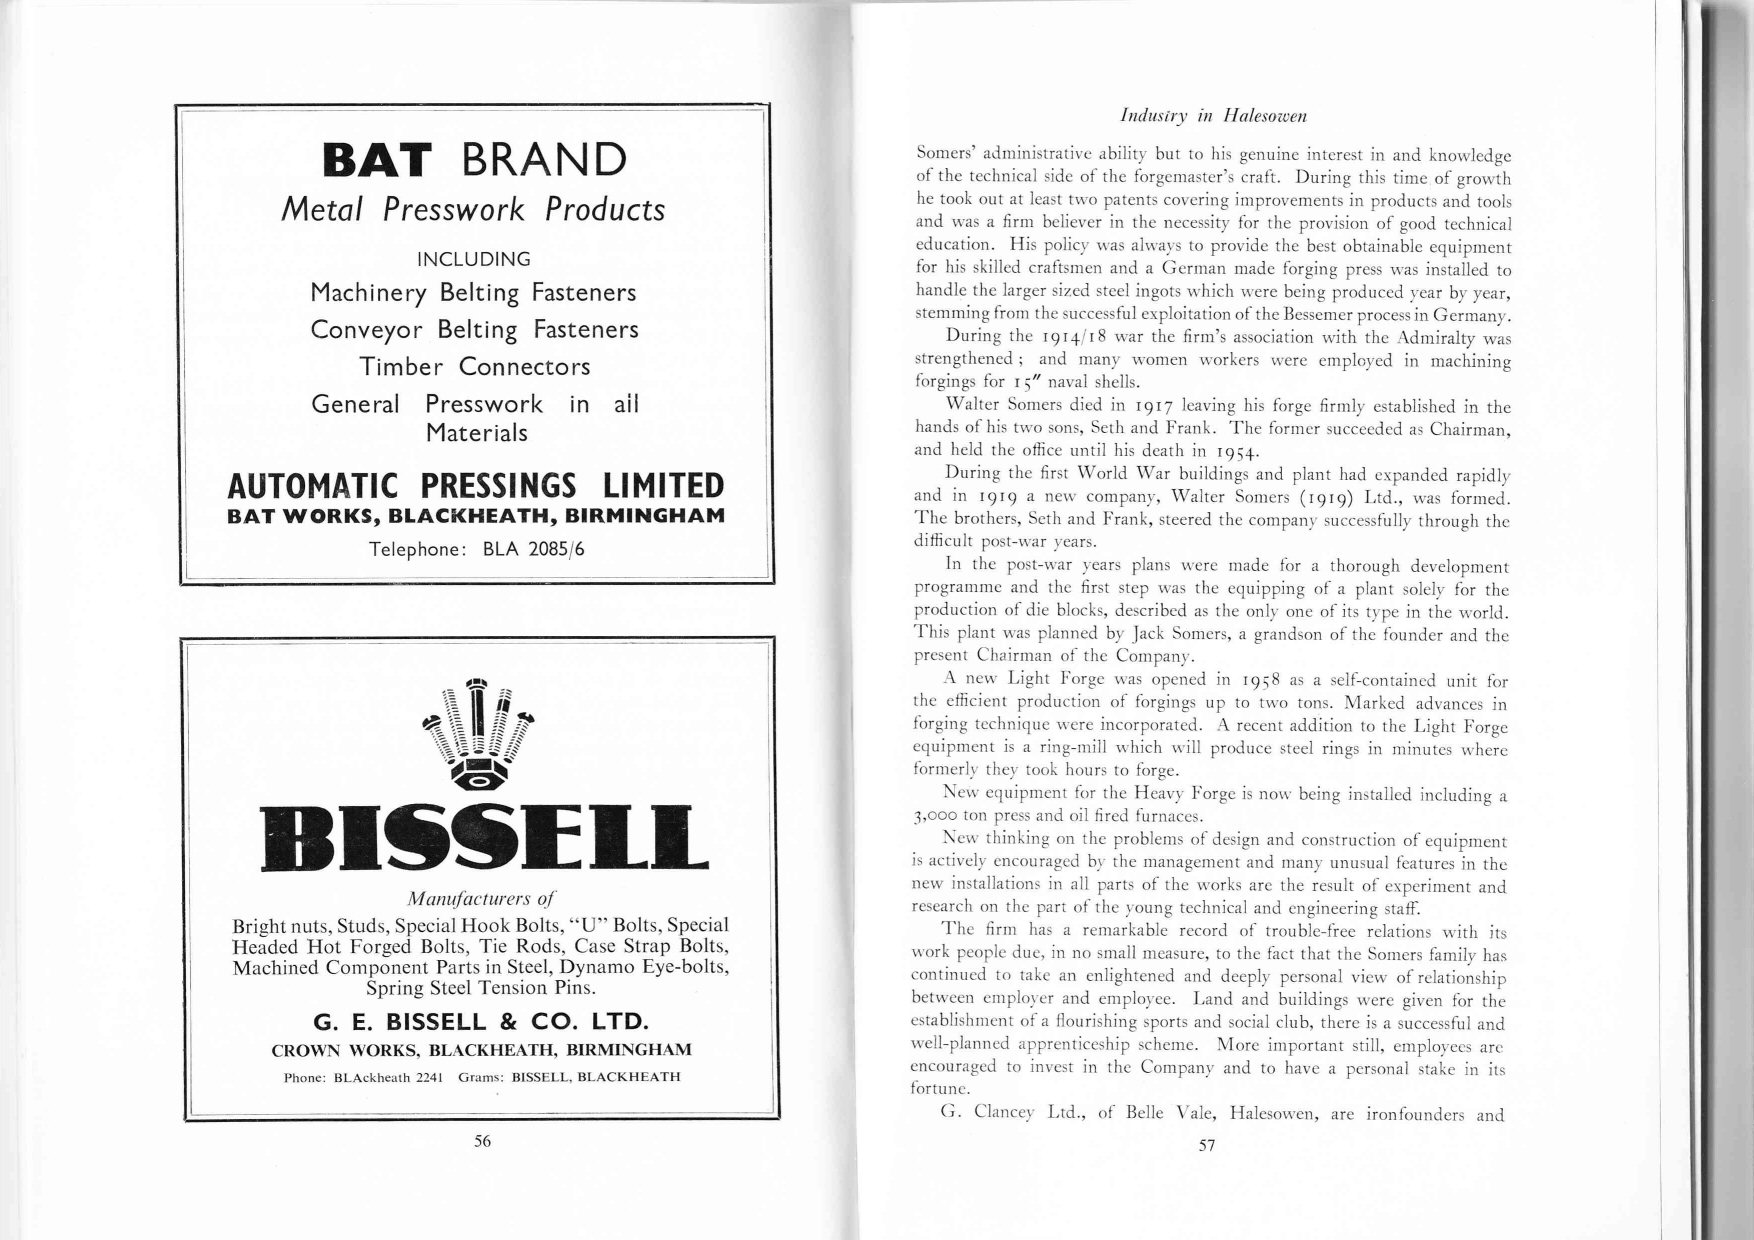 BAT BRAND
Metal Presswork Products
INCLUDING
Machinery Belting Fasteners
Conveyor Belting Fasteners
Timber Connectors
General Presswork in all
Materials
AUTOMATIC PRESSINGS LIMITED
BAT WORKS, BLACKHEATH, BIRMINGHAM
Telephone: BLA 2085/6
BISSELL
Manufacturers of
Bright nuts, Studs, Special Hook Bolts, “U” Bolts, Special
Headed Hot Forged Bolts, Tie Rods, Case Strap Bolts,
Machined Component Parts in Steel, Dynamo Eye-bolts,
Spring Steel Tension Pins.
G. E. BISSELL & CO. LTD.
CROWN WORKS, BLACKHEATH, BIRMINGHAM
Phone: BLAckheath 2241 Grams: BISSELL, BLACKHEATH
56
Industry in Halesowen
Somers’ administrative ability but to his genuine interest in and knowledge
of the technical side of the forgemaster’s craft. During this time of growth
he took out at least two patents covering improvements in products and tools
and was a firm believer in the necessity for the provision of good technical
education. His policy was always to provide the best obtainable equipment
for his skilled craftsmen and a German made forging press was installed to
handle the larger sized steel ingots which were being produced year by year,
stemming from the successful exploitation of the Bessemer process in Germany.
During the 1914/18 war the firm’s association with the Admiralty was
strengthened ; and many women workers were employed in machining
forgings for 15″ naval shells.
Walter Somers died in 1917 leaving his forge firmly established in the
hands of his two sons, Seth and Frank. The former succeeded as Chairman,
and held the office until his death in 1954.
During the first World War buildings and plant had expanded rapidly
and in 1919 a new company, Walter Somers (1919) Ltd., was formed.
The brothers, Seth and Frank, steered the company successfully through the
difficult post-war years.
In the post-war years plans were made for a thorough development
programme and the first step was the equipping of a plant solely for the
production of die blocks, described as the only one of its type in the world.
This plant was planned by Jack Somers, a grandson of the founder and the
present Chairman of the Company.
A new Light Forge was opened in 1958 as a self-contained unit for
the efficient production of forgings up to two tons. Marked advances in
forging technique were incorporated. A recent addition to the Light Forge
equipment is a ring-mill which will produce steel rings in minutes where
formerly they took hours to forge.
New equipment for the Heavy Forge is now being installed including a
3,000 ton press and oil fired furnaces.
New thinking on the problems of design and construction of equipment
is actively encouraged by the management and many unusual features in the
new installations in all parts of the works are the result of experiment and
research on the part of the young technical and engineering staff.
The firm has a remarkable record of trouble-free relations with its
work people due, in no small measure, to the fact that the Somers family has
continued to take an enlightened and deeply personal view of relationship
between employer and employee. Land and buildings were given for the
establishment of a flourishing sports and social club, there is a successful and
well-planned apprenticeship scheme. More important still, employees are
encouraged to invest in the Company and to have a personal stake in its
fortune.
G. Clancey Ltd., of Belle Vale, Halesowen, are ironfounders and
57